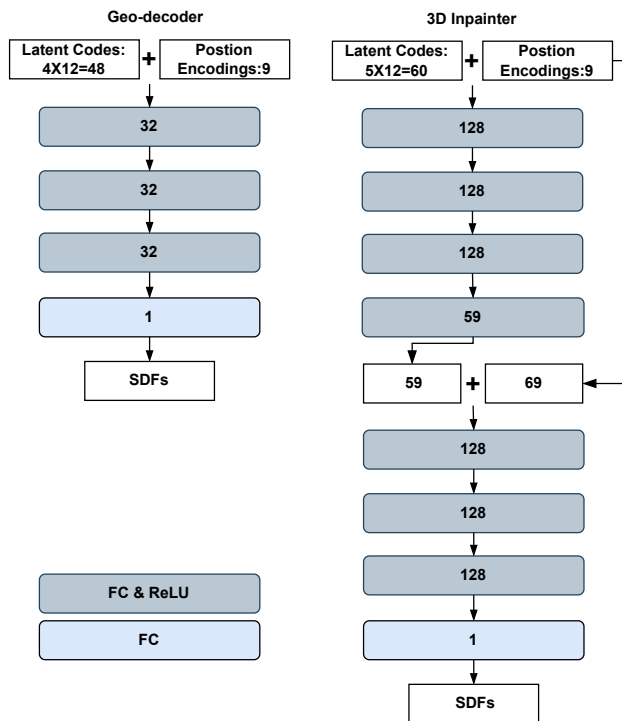 Geo-decoder
Latent Codes:
4X12=48
+
Postion
Encodings:9
32
32
32
1
SDFs
FC & ReLU
FC
3D Inpainter
Latent Codes:
5X12=60
+
Postion
Encodings:9
128
128
128
59
59
+
69
128
128
128
1
SDFs